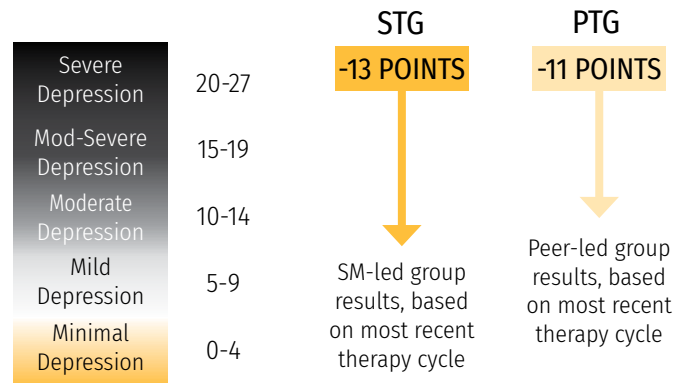 STG
PTG
Severe
Depression
20-27
-13 POINTS
-11 POINTS
Mod-Severe
Depression
15-19
Moderate
Depression
10-14
Mild
Depression
5-9
Minimal
Depression
0-4
SM-led group
results, based
on most recent
therapy cycle
Peer-led group
results, based
on most recent
therapy cycle